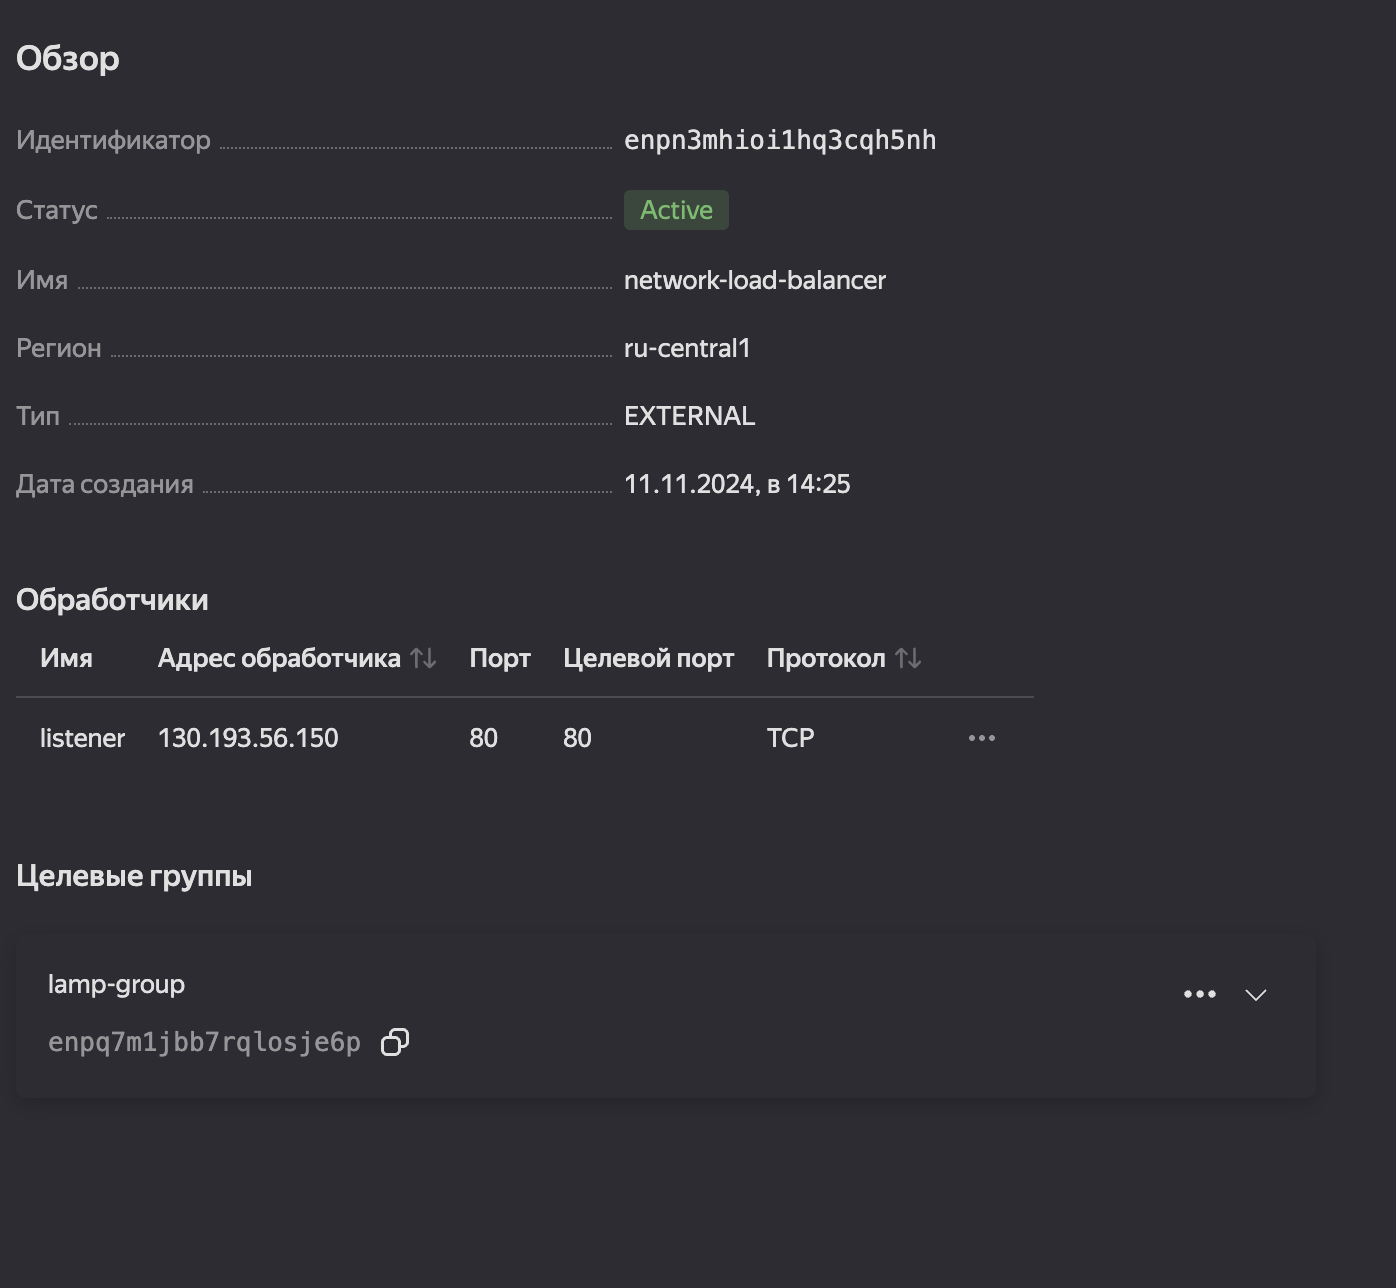 Обзор
Идентификатор enpn3mhioi1hq3cqh5nh
Статус Active
Имя network-load-balancer
Регион ru-central1
Тип EXTERNAL
Дата создания 11.11.2024, в 14:25
Обработчики
Имя Адрес обработчика Порт Целевой порт Протокол
listener 130.193.56.150 80 80 TCP
Целевые группы
lamp-group
enpq7m1jbb7rqlosje6p